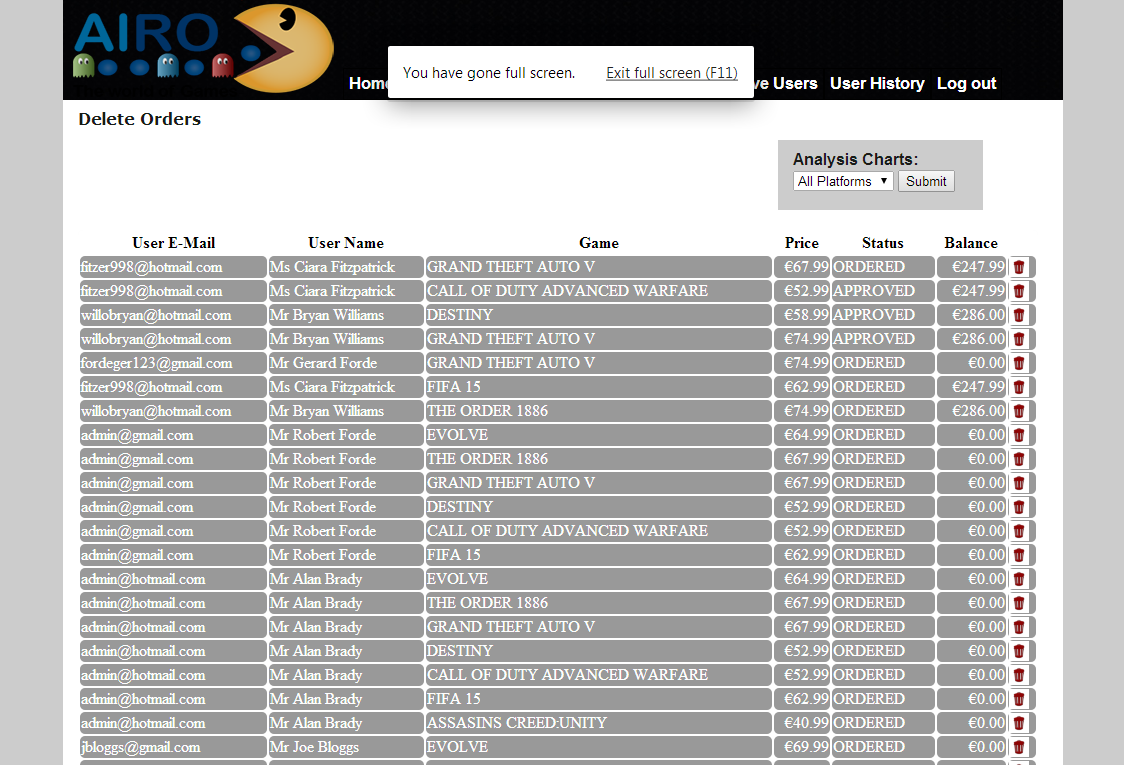 AIRO
You have gone full screen. Exit full screen (F11)
Home Users User History Log out
Delete Orders
Analysis Charts:
All Platforms Submit
User E-Mail User Name Game Price Status Balance
fitzer998@hotmail.com Ms Ciara Fitzpatrick GRAND THEFT AUTO V €67.99 ORDERED €247.99
fitzer998@hotmail.com Ms Ciara Fitzpatrick CALL OF DUTY ADVANCED WARFARE €52.99 APPROVED €247.99
willobryan@hotmail.com Mr Bryan Williams DESTINY €58.99 APPROVED €286.00
willobryan@hotmail.com Mr Bryan Williams GRAND THEFT AUTO V €74.99 APPROVED €286.00
fordeger123@gmail.com Mr Gerard Forde GRAND THEFT AUTO V €74.99 ORDERED €0.00
fitzer998@hotmail.com Ms Ciara Fitzpatrick FIFA 15 €62.99 ORDERED €247.99
willobryan@hotmail.com Mr Bryan Williams THE ORDER 1886 €74.99 ORDERED €286.00
admin@gmail.com Mr Robert Forde EVOLVE €64.99 ORDERED €0.00
admin@gmail.com Mr Robert Forde THE ORDER 1886 €67.99 ORDERED €0.00
admin@gmail.com Mr Robert Forde GRAND THEFT AUTO V €67.99 ORDERED €0.00
admin@gmail.com Mr Robert Forde DESTINY €52.99 ORDERED €0.00
admin@gmail.com Mr Robert Forde CALL OF DUTY ADVANCED WARFARE €52.99 ORDERED €0.00
admin@gmail.com Mr Robert Forde FIFA 15 €62.99 ORDERED €0.00
admin@hotmail.com Mr Alan Brady EVOLVE €64.99 ORDERED €0.00
admin@hotmail.com Mr Alan Brady THE ORDER 1886 €67.99 ORDERED €0.00
admin@hotmail.com Mr Alan Brady GRAND THEFT AUTO V €67.99 ORDERED €0.00
admin@hotmail.com Mr Alan Brady DESTINY €52.99 ORDERED €0.00
admin@hotmail.com Mr Alan Brady CALL OF DUTY ADVANCED WARFARE €52.99 ORDERED €0.00
admin@hotmail.com Mr Alan Brady FIFA 15 €62.99 ORDERED €0.00
admin@hotmail.com Mr Alan Brady ASSASINS CREED:UNITY €40.99 ORDERED €0.00
jbloggs@gmail.com Mr Joe Bloggs EVOLVE €69.99 ORDERED €0.00